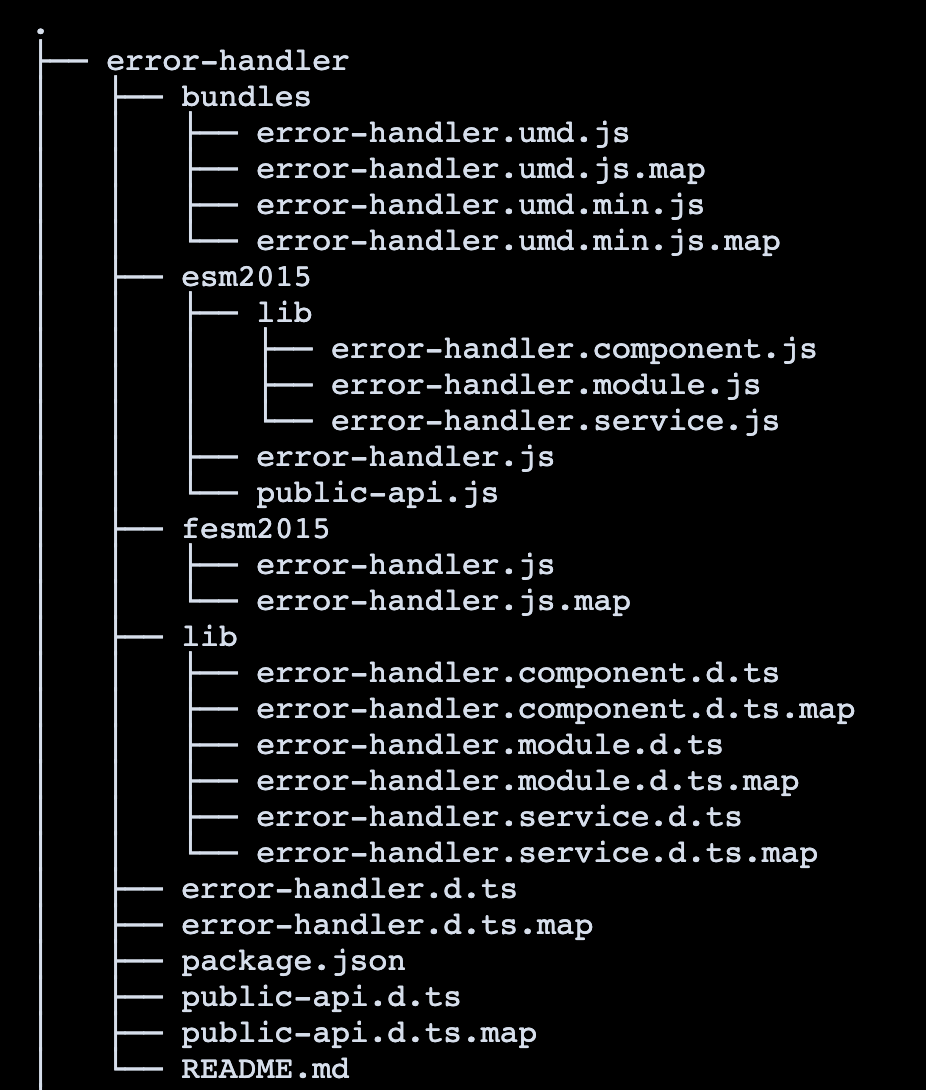 .
├── error-handler
│   ├── bundles
│   │   ├── error-handler.umd.js
│   │   ├── error-handler.umd.js.map
│   │   ├── error-handler.umd.min.js
│   │   └── error-handler.umd.min.js.map
│   ├── esm2015
│   │   ├── lib
│   │   │   ├── error-handler.component.js
│   │   │   ├── error-handler.module.js
│   │   │   └── error-handler.service.js
│   │   ├── error-handler.js
│   │   └── public-api.js
│   ├── fesm2015
│   │   ├── error-handler.js
│   │   └── error-handler.js.map
│   ├── lib
│   │   ├── error-handler.component.d.ts
│   │   ├── error-handler.component.d.ts.map
│   │   ├── error-handler.module.d.ts
│   │   ├── error-handler.module.d.ts.map
│   │   ├── error-handler.service.d.ts
│   │   └── error-handler.service.d.ts.map
│   ├── error-handler.d.ts
│   ├── error-handler.d.ts.map
│   ├── package.json
│   ├── public-api.d.ts
│   ├── public-api.d.ts.map
│   └── README.md